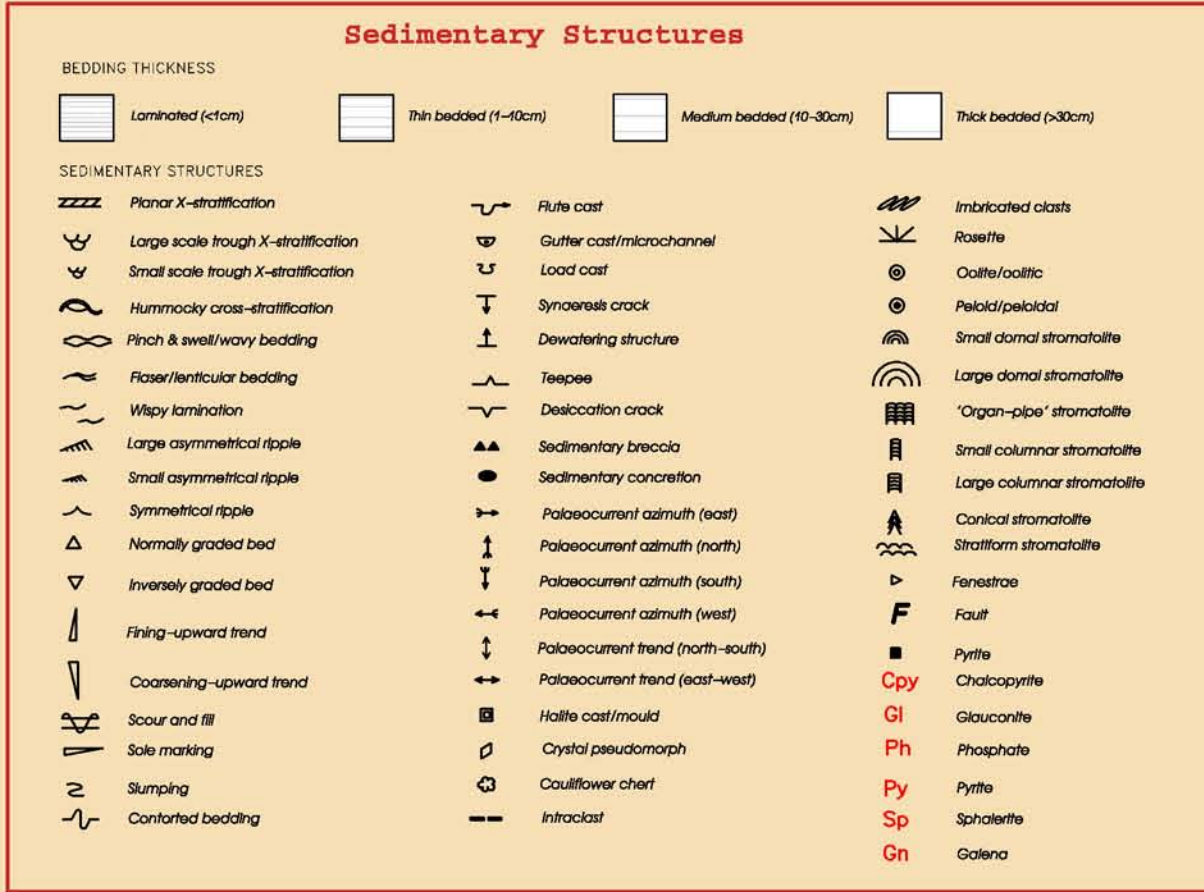 Sedimentary Structures
BEDDING THICKNESS
Laminated (<1cm)
Thin bedded (1-10cm)
Medium bedded (10-30cm)
Thick bedded (>30cm)
SEDIMENTARY STRUCTURES
Planar X-stratification
Large scale trough X-stratification
Small scale trough X-stratification
Hummocky cross-stratification
Pinch & swell/wavy bedding
Flaser/lenticular bedding
Wispy lamination
Large asymmetrical ripple
Small asymmetrical ripple
Symmetrical ripple
Normally graded bed
Inversely graded bed
Fining-upward trend
Coarsening-upward trend
Scour and fill
Sole marking
Slumping
Contorted bedding
Flute cast
Gutter cast/microchannel
Load cast
Synaeresis crack
Dewatering structure
Teepee
Desiccation crack
Sedimentary breccia
Sedimentary concretion
Palaeocurrent azimuth (east)
Palaeocurrent azimuth (north)
Palaeocurrent azimuth (south)
Palaeocurrent azimuth (west)
Palaeocurrent trend (north-south)
Palaeocurrent trend (east-west)
Halite cast/mould
Crystal pseudomorph
Cauliflower chert
Intraclast
Imbricated clasts
Rosette
Oolite/oolitic
Peloid/peloidal
Small domal stromatolite
Large domal stromatolite
'Organ-pipe' stromatolite
Small columnar stromatolite
Large columnar stromatolite
Conical stromatolite
Stratiform stromatolite
Fenestrae
F Fault
Pyrite
Cpy Chalcopyrite
Gl Glauconite
Ph Phosphate
Py Pyrite
Sp Sphalerite
Gn Galena